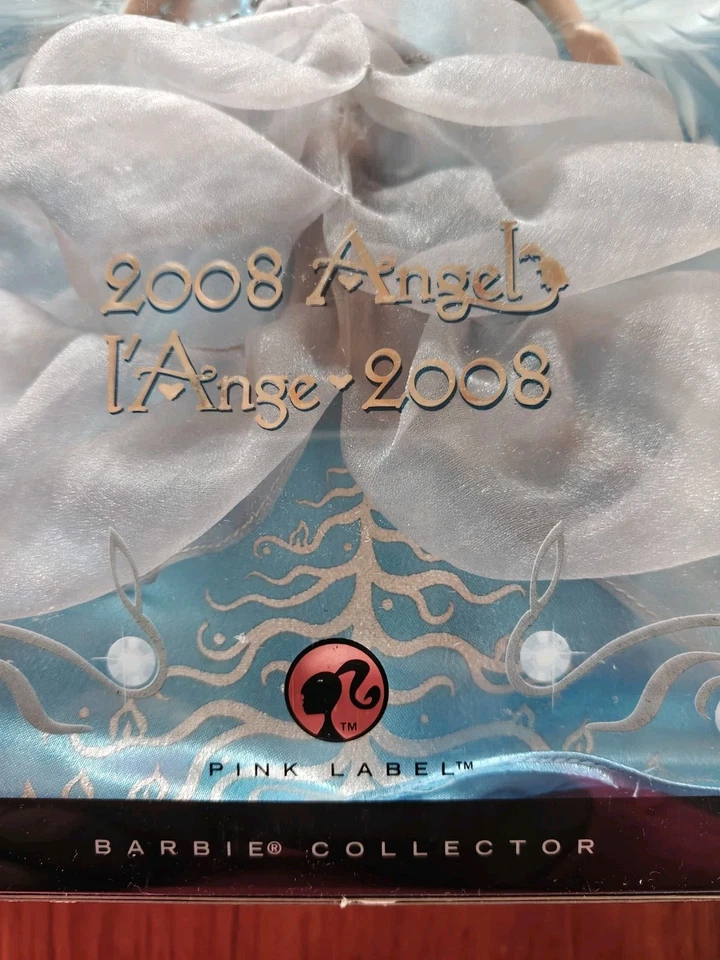 2008 Angel
l'Ange ♥ 2008
TM
PINK LABEL™
BARBIE® COLLECTOR